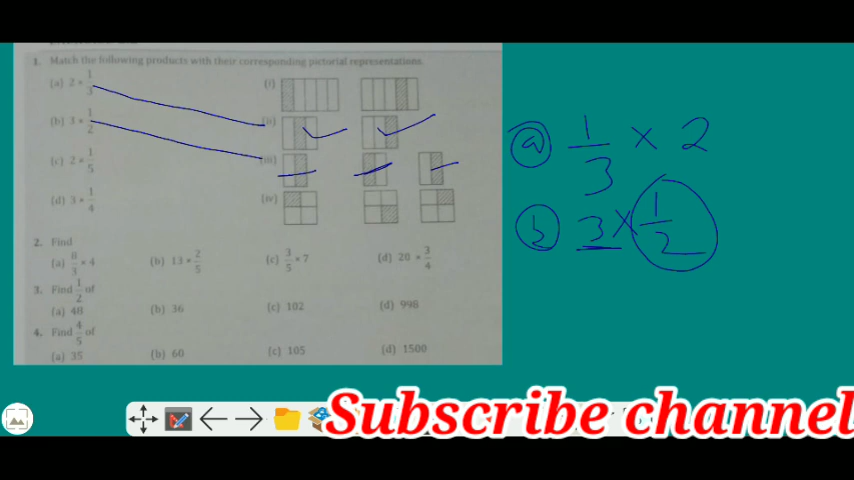 1. Match the following products with their corresponding pictorial representations.
(a) 2 × 1/3
(i)
(b) 3 × 1/2
(ii)
(c) 2 × 1/5
(iii)
(d) 3 × 1/4
(iv)
2. Find
(a) 8/3 × 4 (b) 13 × 2/5 (c) 3/5 × 7 (d) 20 × 3/4
3. Find 1/2 of
(a) 48 (b) 36 (c) 102 (d) 998
4. Find 4/5 of
(a) 35 (b) 60 (c) 105 (d) 1500
a 1/3 × 2
b 3 × 1/2
Subscribe channel